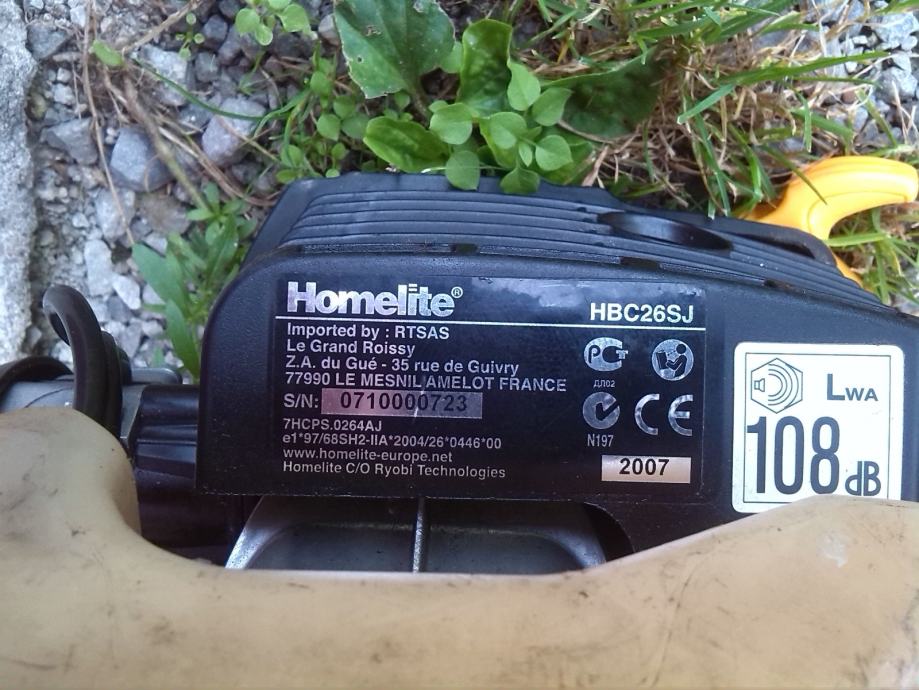 Homelite® HBC26SJ
Imported by : RTSAS
Le Grand Roissy
Z.A. du Gué - 35 rue de Guivry
77990 LE MESNIL AMELOT FRANCE
S/N: 0710000723
7HCPS.0264AJ
e1*97/68SH2-IIA*2004/26*0446*00
www.homelite-europe.net
Homelite C/O Ryobi Technologies
РСТ
ДЛ02
N197
CE
2007
LWA
108 dB